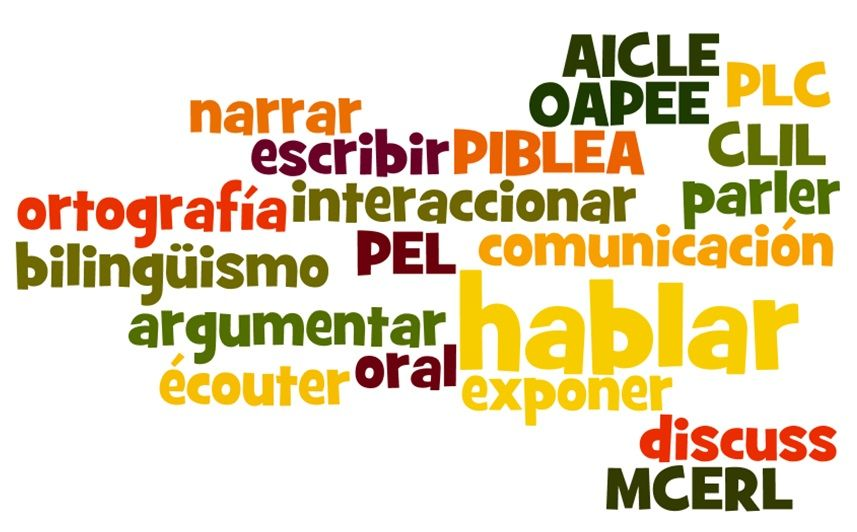 AICLE
PLC
OAPEE
narrar
escribir
PIBLEA
CLIL
ortografía
interaccionar
parler
bilingüismo
PEL
comunicación
argumentar
hablar
écouter
oral
exponer
discuss
MCERL